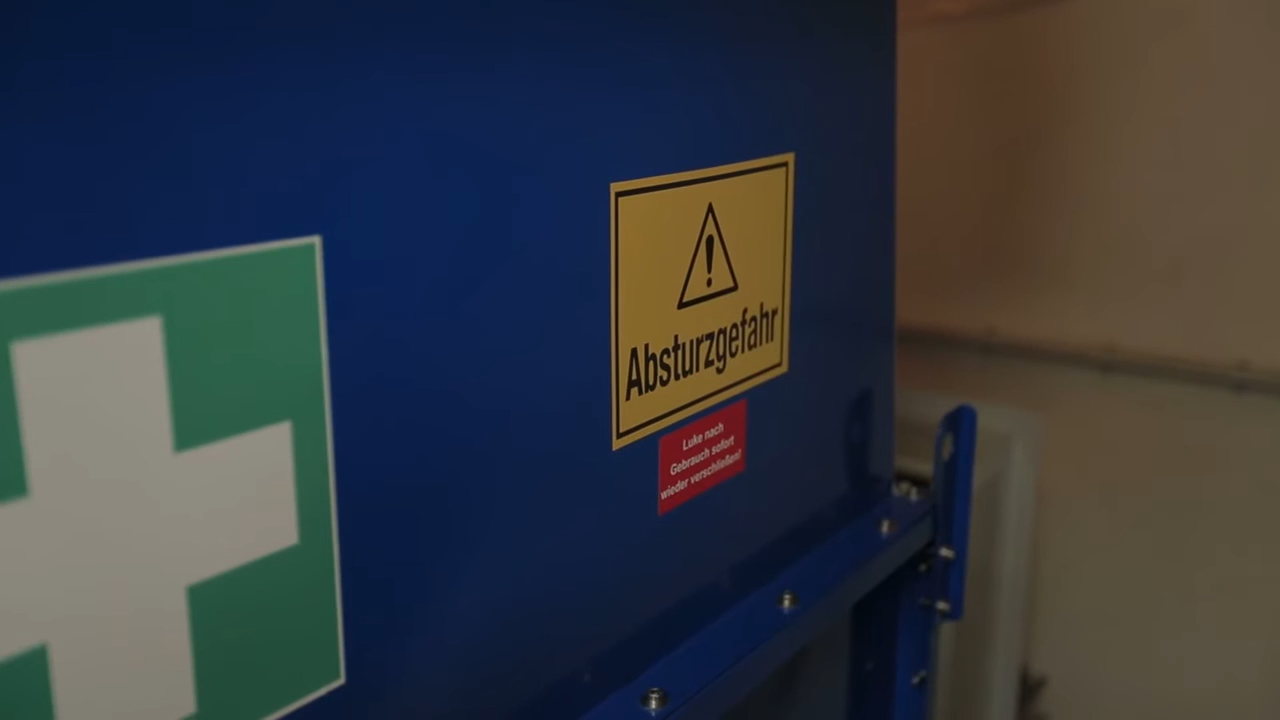 Absturzgefahr
Luke nach
Gebrauch sofort
wieder verschließen!